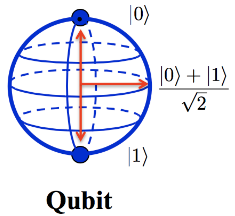 |0⟩
|0⟩ + |1⟩
√2
|1⟩
Qubit